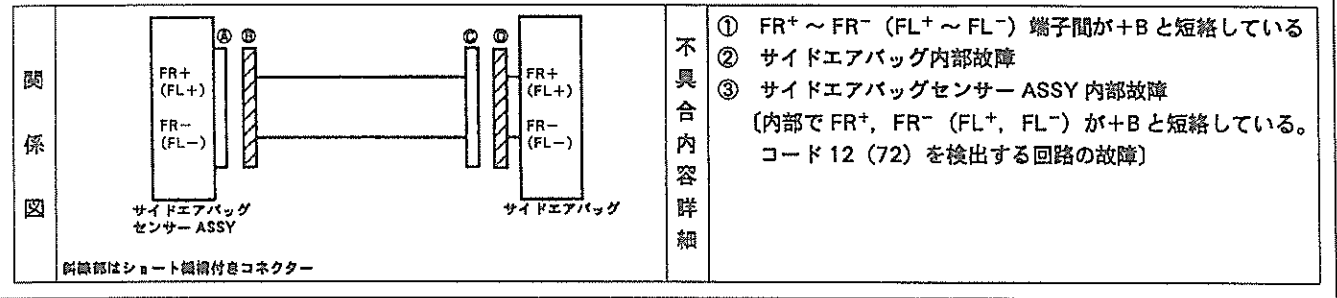 関係図
Ⓐ Ⓑ Ⓒ Ⓓ
FR+
(FL+)
FR−
(FL−)
FR+
(FL+)
FR−
(FL−)
サイドエアバッグ
センサー ASSY
サイドエアバッグ
斜線部はショート機構付きコネクター
不具合内容詳細
① FR⁺ ~ FR⁻ (FL⁺ ~ FL⁻) 端子間が+Bと短絡している
② サイドエアバッグ内部故障
③ サイドエアバッグセンサー ASSY 内部故障
〔内部で FR⁺, FR⁻ (FL⁺, FL⁻) が+Bと短絡している。
コード 12 (72) を検出する回路の故障〕